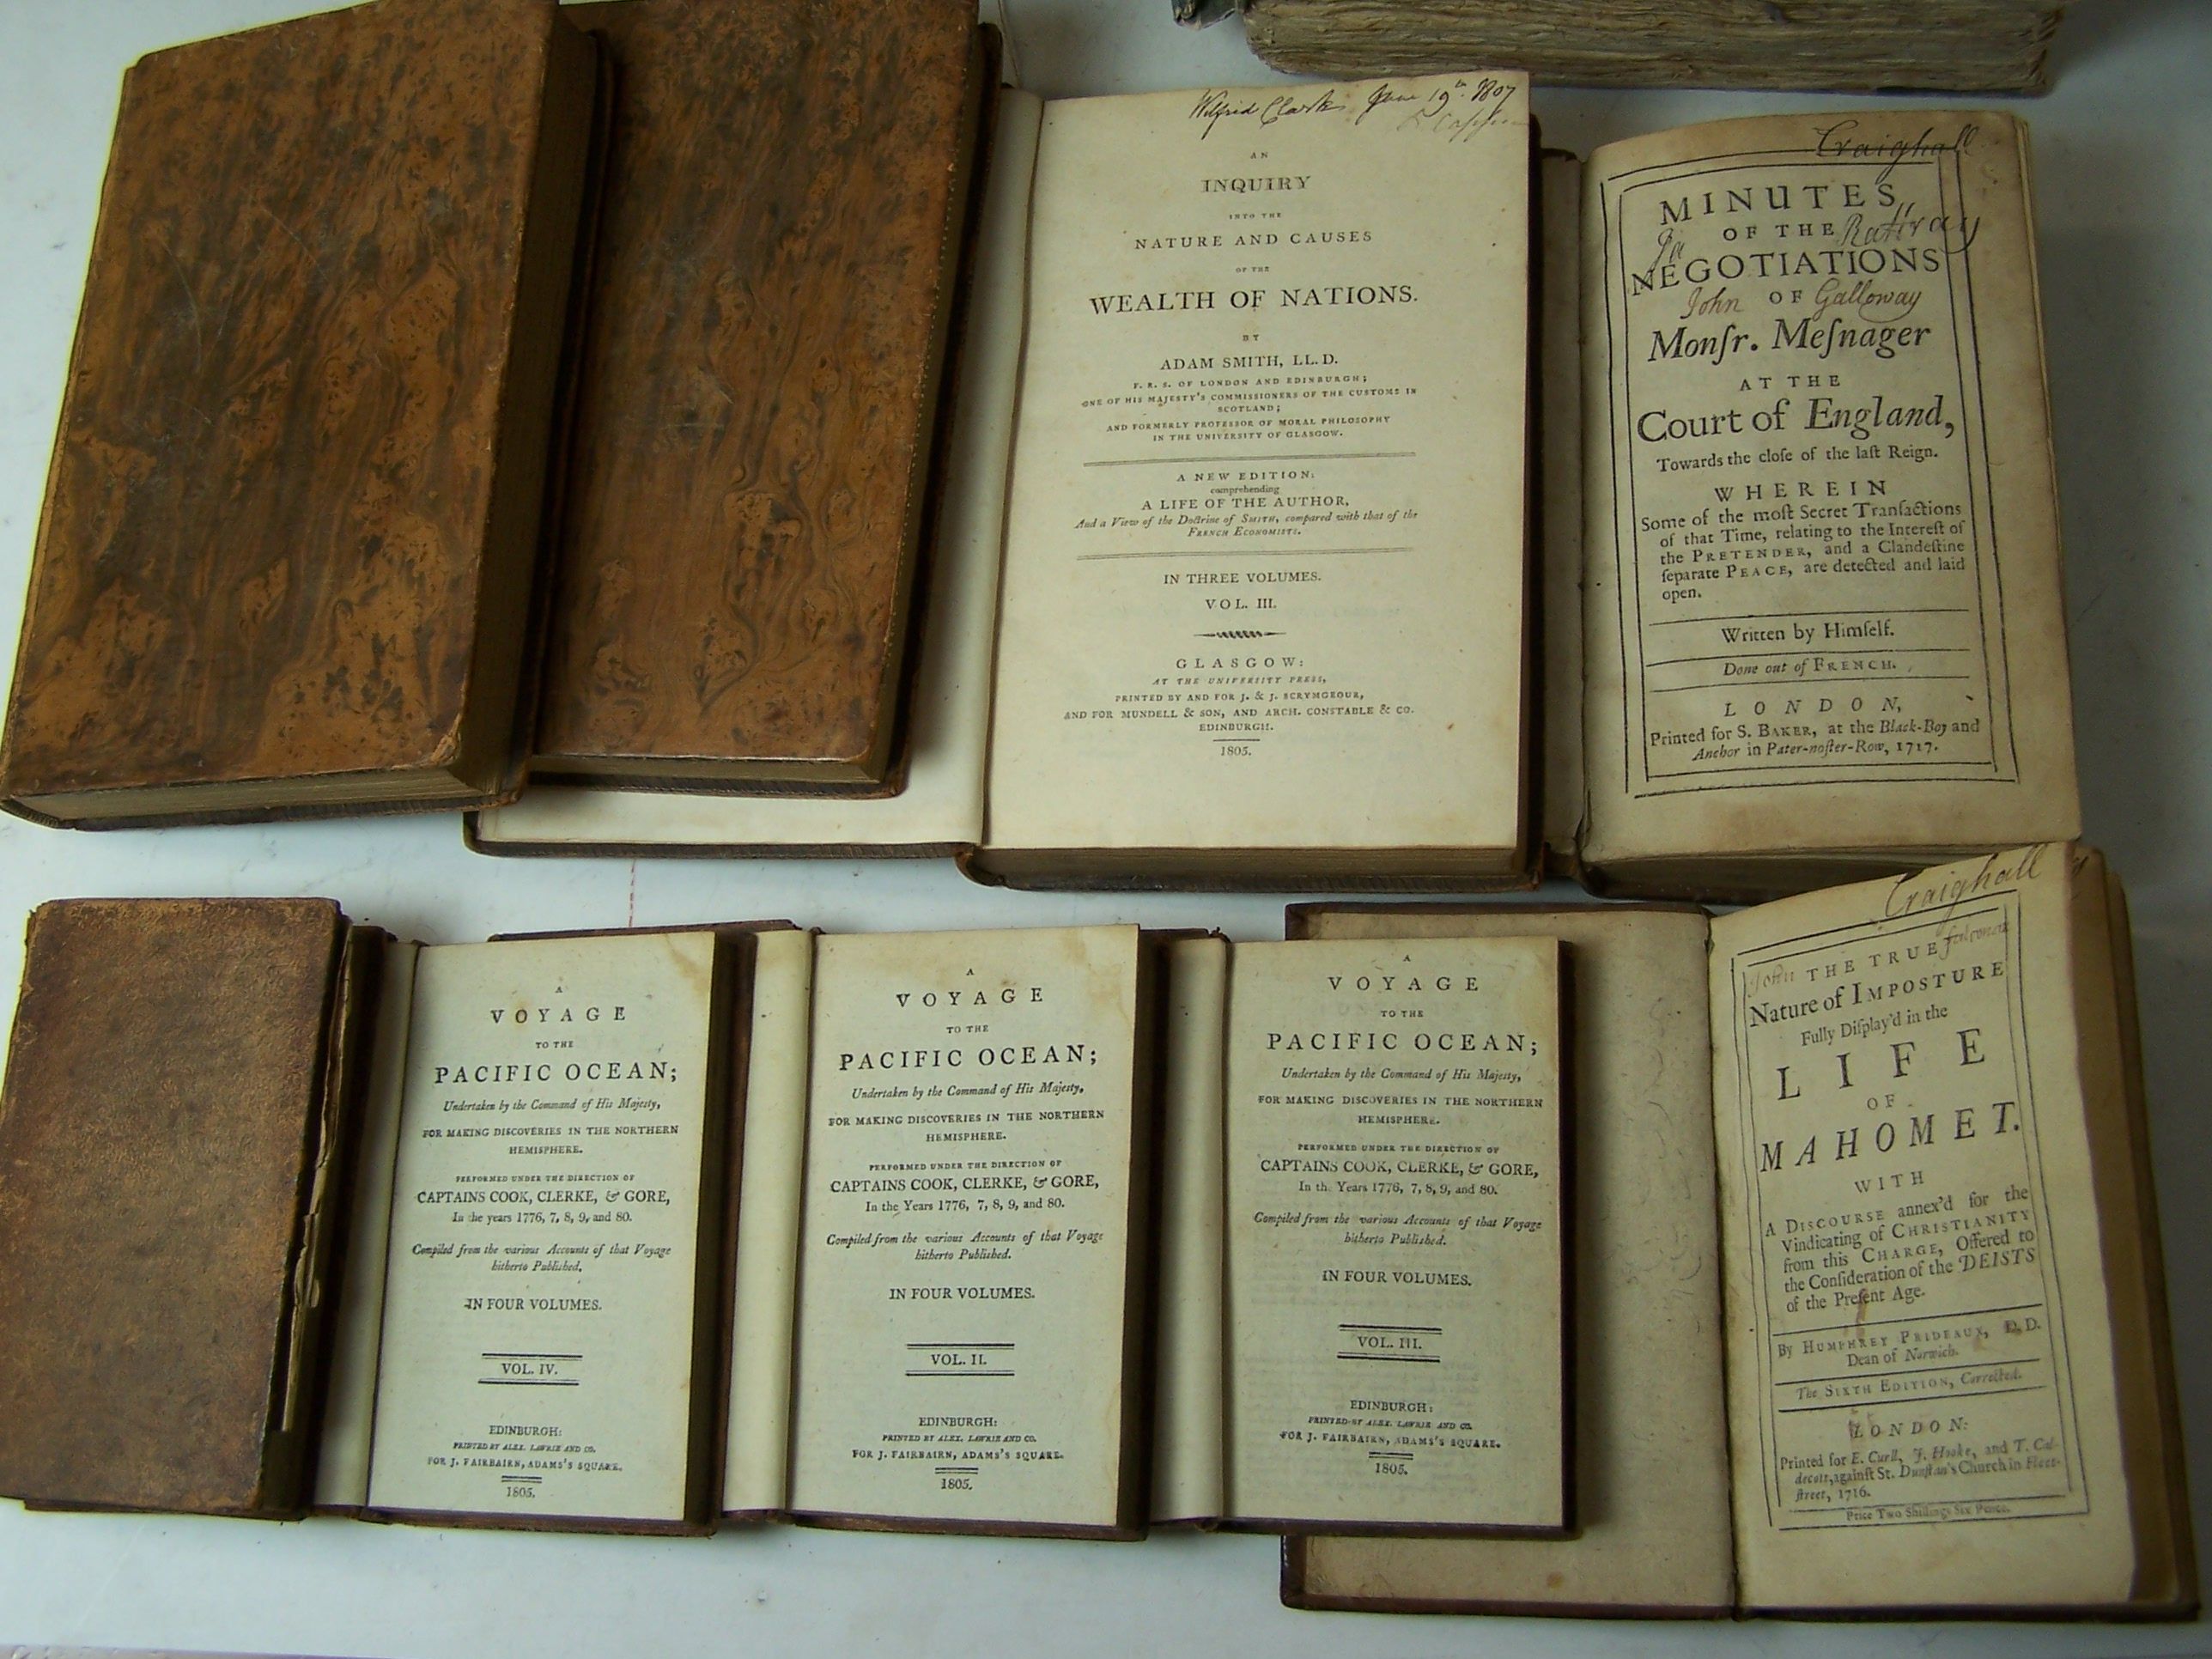 Wilfrid Clark June 19th 1807
AN
INQUIRY
INTO THE
NATURE AND CAUSES
OF THE
WEALTH OF NATIONS.
BY
ADAM SMITH, LL. D.
F. R. S. OF LONDON AND EDINBURGH;
ONE OF HIS MAJESTY'S COMMISSIONERS OF THE CUSTOMS IN
SCOTLAND;
AND FORMERLY PROFESSOR OF MORAL PHILOSOPHY
IN THE UNIVERSITY OF GLASGOW.
A NEW EDITION:
comprehending
A LIFE OF THE AUTHOR,
And a View of the Doctrine of SMITH, compared with that of the
FRENCH ECONOMISTS.
IN THREE VOLUMES.
VOL. III.
GLASGOW:
AT THE UNIVERSITY PRESS,
PRINTED BY AND FOR J. & J. SCRYMGEOUR,
AND FOR MUNDELL & SON, AND ARCH. CONSTABLE & CO.
EDINBURGH.
1805.
Craighall
MINUTES
OF THE Rattray
Ja
NEGOTIATIONS
John OF Galloway
Monſr. Meſnager
AT THE
Court of England,
Towards the cloſe of the laſt Reign.
WHEREIN
Some of the moſt Secret Tranſactions
of that Time, relating to the Intereſt of
the PRETENDER, and a Clandeſtine
ſeparate PEACE, are detected and laid
open.
Written by Himſelf.
Done out of FRENCH.
LONDON,
Printed for S. BAKER, at the Black-Boy and
Anchor in Pater-noſter-Row, 1717.
A
VOYAGE
TO THE
PACIFIC OCEAN;
Undertaken by the Command of His Majesty,
FOR MAKING DISCOVERIES IN THE NORTHERN
HEMISPHERE.
PERFORMED UNDER THE DIRECTION OF
CAPTAINS COOK, CLERKE, & GORE,
In the years 1776, 7, 8, 9, and 80.
Compiled from the various Accounts of that Voyage
hitherto Published.
IN FOUR VOLUMES.
VOL. IV.
EDINBURGH:
PRINTED BY ALEX. LAWRIE AND CO.
FOR J. FAIRBAIRN, ADAMS'S SQUARE.
1805.
A
VOYAGE
TO THE
PACIFIC OCEAN;
Undertaken by the Command of His Majesty,
FOR MAKING DISCOVERIES IN THE NORTHERN
HEMISPHERE.
PERFORMED UNDER THE DIRECTION OF
CAPTAINS COOK, CLERKE, & GORE,
In the Years 1776, 7, 8, 9, and 80.
Compiled from the various Accounts of that Voyage
hitherto Published.
IN FOUR VOLUMES.
VOL. II.
EDINBURGH:
PRINTED BY ALEX. LAWRIE AND CO.
FOR J. FAIRBAIRN, ADAMS'S SQUARE.
1805.
A
VOYAGE
TO THE
PACIFIC OCEAN;
Undertaken by the Command of His Majesty,
FOR MAKING DISCOVERIES IN THE NORTHERN
HEMISPHERE.
PERFORMED UNDER THE DIRECTION OF
CAPTAINS COOK, CLERKE, & GORE,
In the Years 1776, 7, 8, 9, and 80.
Compiled from the various Accounts of that Voyage
hitherto Published.
IN FOUR VOLUMES.
VOL. III.
EDINBURGH:
PRINTED BY ALEX. LAWRIE AND CO.
FOR J. FAIRBAIRN, ADAMS'S SQUARE.
1805.
Craighall
John THE TRUE
Nature of IMPOSTURE
Fully Diſplay'd in the
LIFE
OF
MAHOMET.
WITH
A DISCOURSE annex'd for the
Vindicating of CHRISTIANITY
from this CHARGE, Offered to
the Conſideration of the DEISTS
of the Preſent Age.
By HUMPHREY PRIDEAUX, D.D.
Dean of Norwich.
The SIXTH EDITION, Corrected.
LONDON:
Printed for E. Curll, J. Hooke, and T. Cal-
decott, againſt St. Dunſtan's Church in Fleet-
ſtreet, 1716.
Price Two Shillings Six Pence.